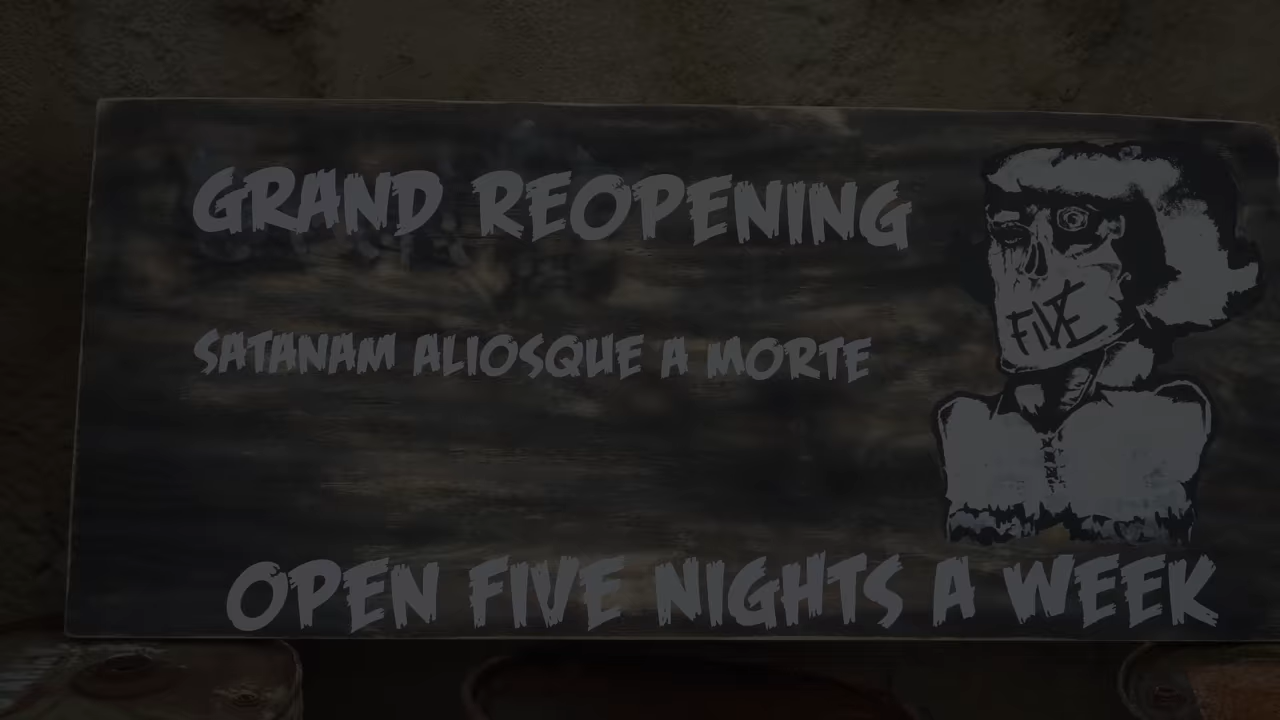 GRAND REOPENING
SATANAM ALIOSQUE A MORTE
FIVE
OPEN FIVE NIGHTS A WEEK